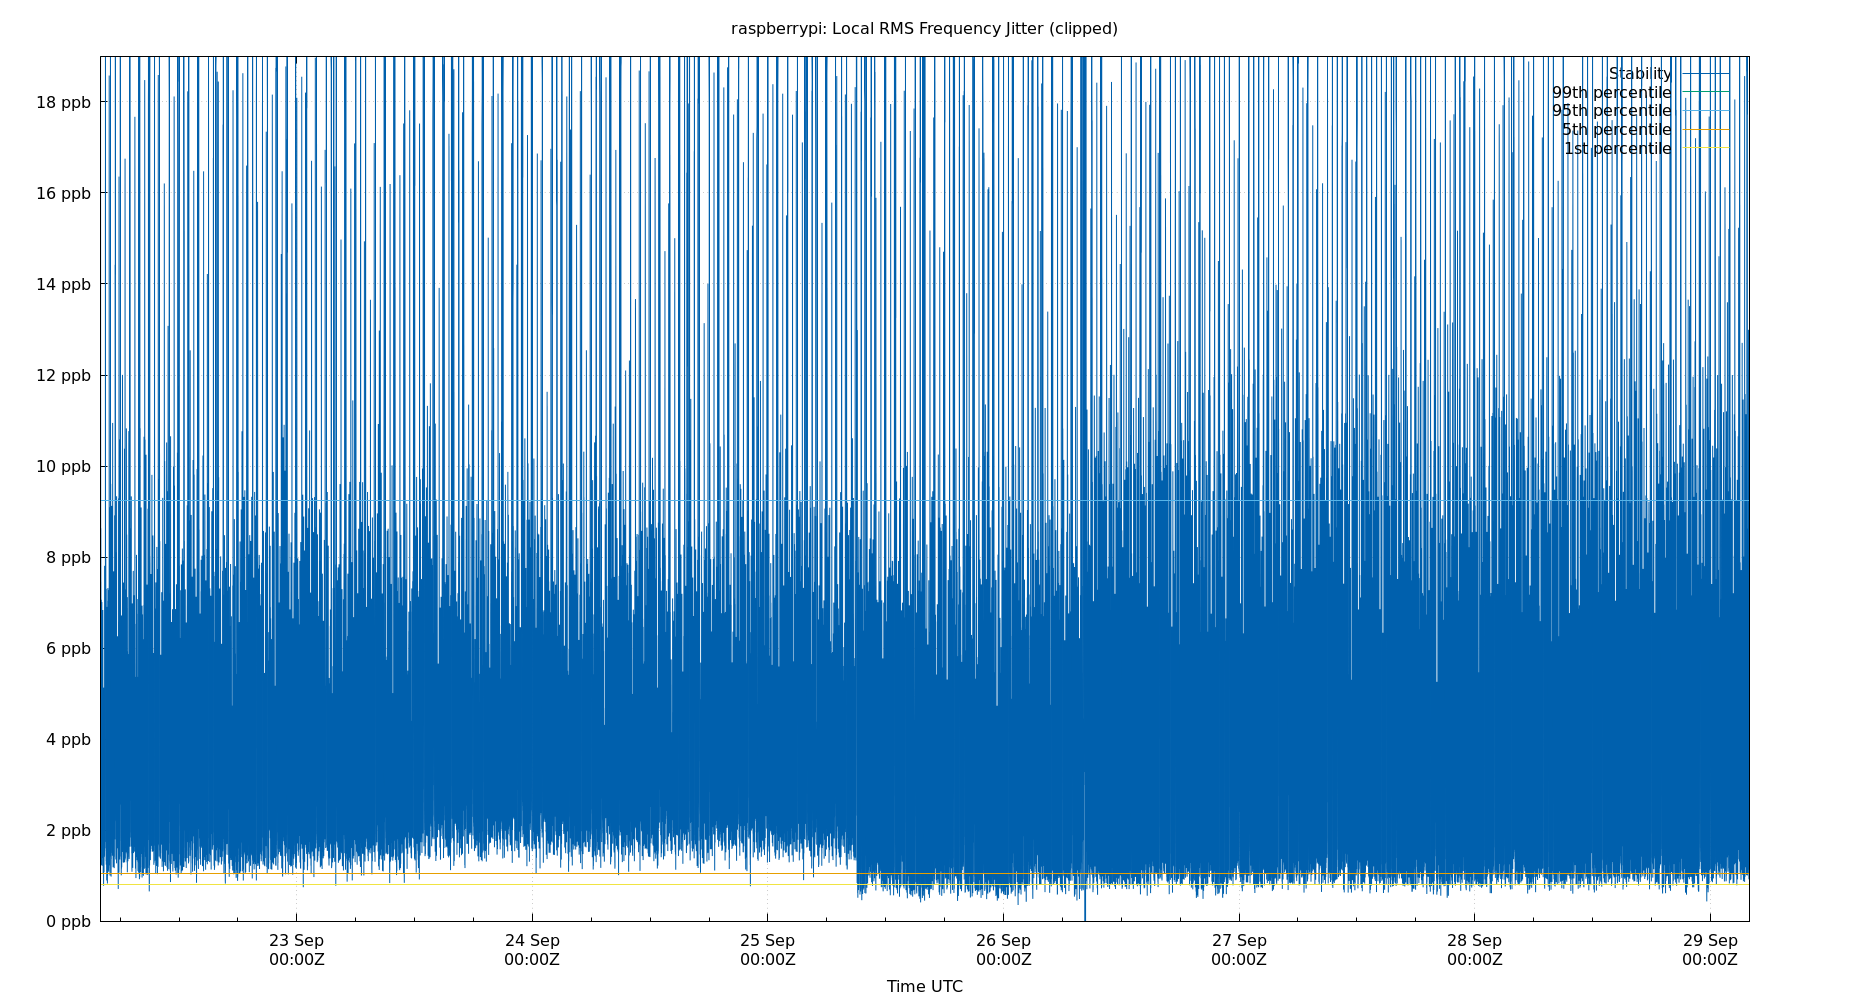 raspberrypi: Local RMS Frequency Jitter (clipped)
Stability
99th percentile
95th percentile
5th percentile
1st percentile
18 ppb
16 ppb
14 ppb
12 ppb
10 ppb
8 ppb
6 ppb
4 ppb
2 ppb
0 ppb
23 Sep 24 Sep 25 Sep 26 Sep 27 Sep 28 Sep 29 Sep
00:00Z 00:00Z 00:00Z 00:00Z 00:00Z 00:00Z 00:00Z
Time UTC